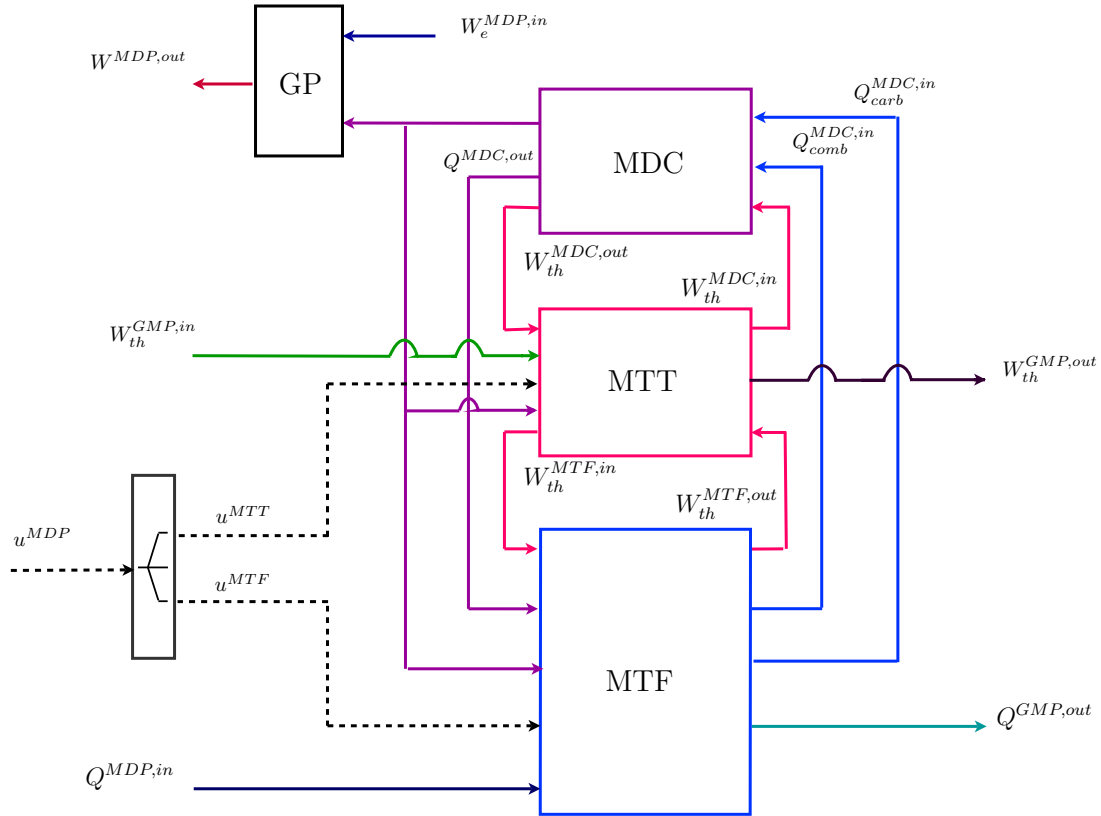 $W_e^{MDP,in}$
$W^{MDP,out}$
GP
$Q_{carb}^{MDC,in}$
$Q_{comb}^{MDC,in}$
$Q^{MDC,out}$
MDC
$W_{th}^{MDC,out}$
$W_{th}^{MDC,in}$
$W_{th}^{GMP,in}$
MTT
$W_{th}^{GMP,out}$
$W_{th}^{MTF,in}$
$W_{th}^{MTF,out}$
$u^{MTT}$
$u^{MDP}$
$u^{MTF}$
MTF
$Q^{GMP,out}$
$Q^{MDP,in}$